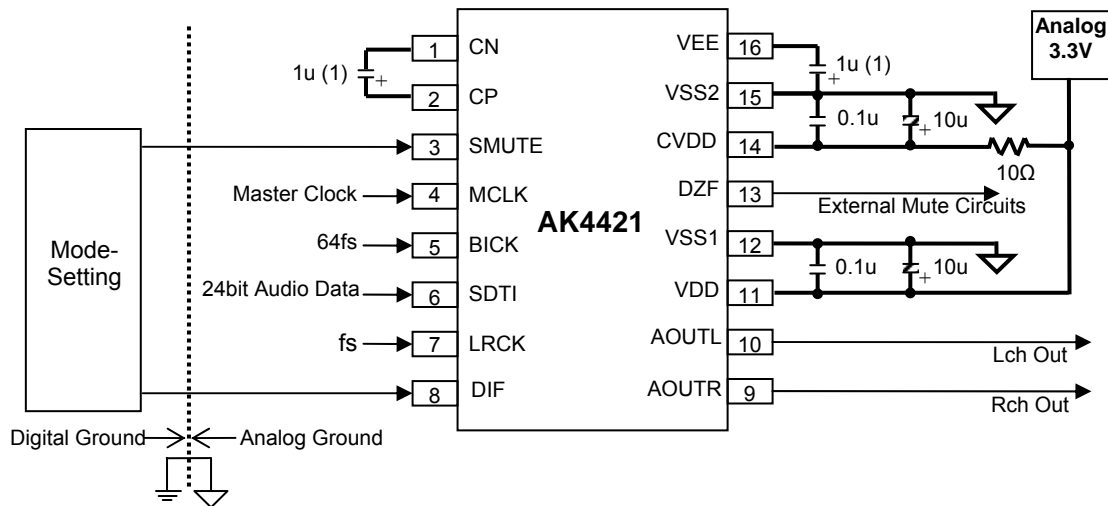 Analog
3.3V
1 CN
1u (1) +
2 CP
3 SMUTE
Master Clock 4 MCLK
64fs 5 BICK
24bit Audio Data 6 SDTI
fs 7 LRCK
8 DIF
Mode-
Setting
AK4421
VEE 16
1u (1) +
VSS2 15
0.1u + 10u
CVDD 14
10Ω
DZF 13
External Mute Circuits
VSS1 12
0.1u + 10u
VDD 11
AOUTL 10
Lch Out
AOUTR 9
Rch Out
Digital Ground Analog Ground